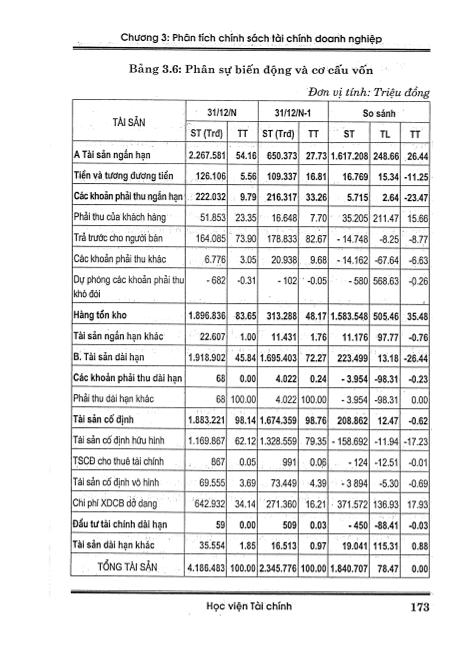 Chương 3: Phân tích chính sách tài chính doanh nghiệp
Bảng 3.6: Phân sự biến động và cơ cấu vốn
Đơn vị tính: Triệu đồng
TÀI SẢN 31/12/N 31/12/N-1 So sánh
ST (Trđ) TT ST (Trđ) TT ST TL TT
A Tài sản ngắn hạn 2.267.581 54.16 650.373 27.73 1.617.208 248.66 26.44
Tiền và tương đương tiền 126.106 5.56 109.337 16.81 16.769 15.34 -11.25
Các khoản phải thu ngắn hạn 222.032 9.79 216.317 33.26 5.715 2.64 -23.47
Phải thu của khách hàng 51.853 23.35 16.648 7.70 35.205 211.47 15.66
Trả trước cho người bán 164.085 73.90 178.833 82.67 - 14.748 -8.25 -8.77
Các khoản phải thu khác 6.776 3.05 20.938 9.68 - 14.162 -67.64 -6.63
Dự phòng các khoản phải thu khó đòi - 682 -0.31 - 102 -0.05 - 580 568.63 -0.26
Hàng tồn kho 1.896.836 83.65 313.288 48.17 1.583.548 505.46 35.48
Tài sản ngắn hạn khác 22.607 1.00 11.431 1.76 11.176 97.77 -0.76
B. Tài sản dài hạn 1.918.902 45.84 1.695.403 72.27 223.499 13.18 -26.44
Các khoản phải thu dài hạn 68 0.00 4.022 0.24 - 3.954 -98.31 -0.23
Phải thu dài hạn khác 68 100.00 4.022 100.00 - 3.954 -98.31 0.00
Tài sản cố định 1.883.221 98.14 1.674.359 98.76 208.862 12.47 -0.62
Tài sản cố định hữu hình 1.169.867 62.12 1.328.559 79.35 - 158.692 -11.94 -17.23
TSCĐ cho thuê tài chính 867 0.05 991 0.06 - 124 -12.51 -0.01
Tài sản cố định vô hình 69.555 3.69 73.449 4.39 - 3 894 -5.30 -0.69
Chi phí XDCB dở dang 642.932 34.14 271.360 16.21 371.572 136.93 17.93
Đầu tư tài chính dài hạn 59 0.00 509 0.03 - 450 -88.41 -0.03
Tài sản dài hạn khác 35.554 1.85 16.513 0.97 19.041 115.31 0.88
TỔNG TÀI SẢN 4.186.483 100.00 2.345.776 100.00 1.840.707 78.47 0.00
Học viện Tài chính 173